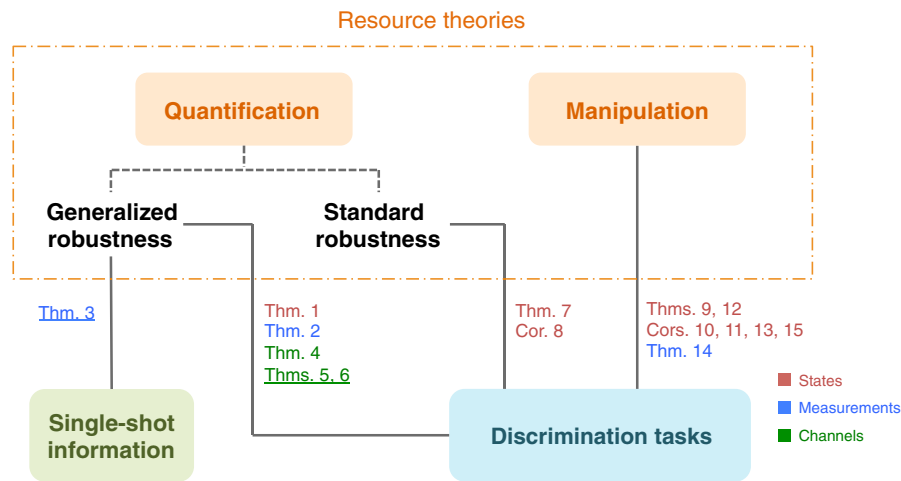 Resource theories
Quantification
Manipulation
Generalized
robustness
Standard
robustness
Thm. 3
Thm. 1
Thm. 2
Thm. 4
Thms. 5, 6
Thm. 7
Cor. 8
Thms. 9, 12
Cors. 10, 11, 13, 15
Thm. 14
Single-shot
information
Discrimination tasks
States
Measurements
Channels